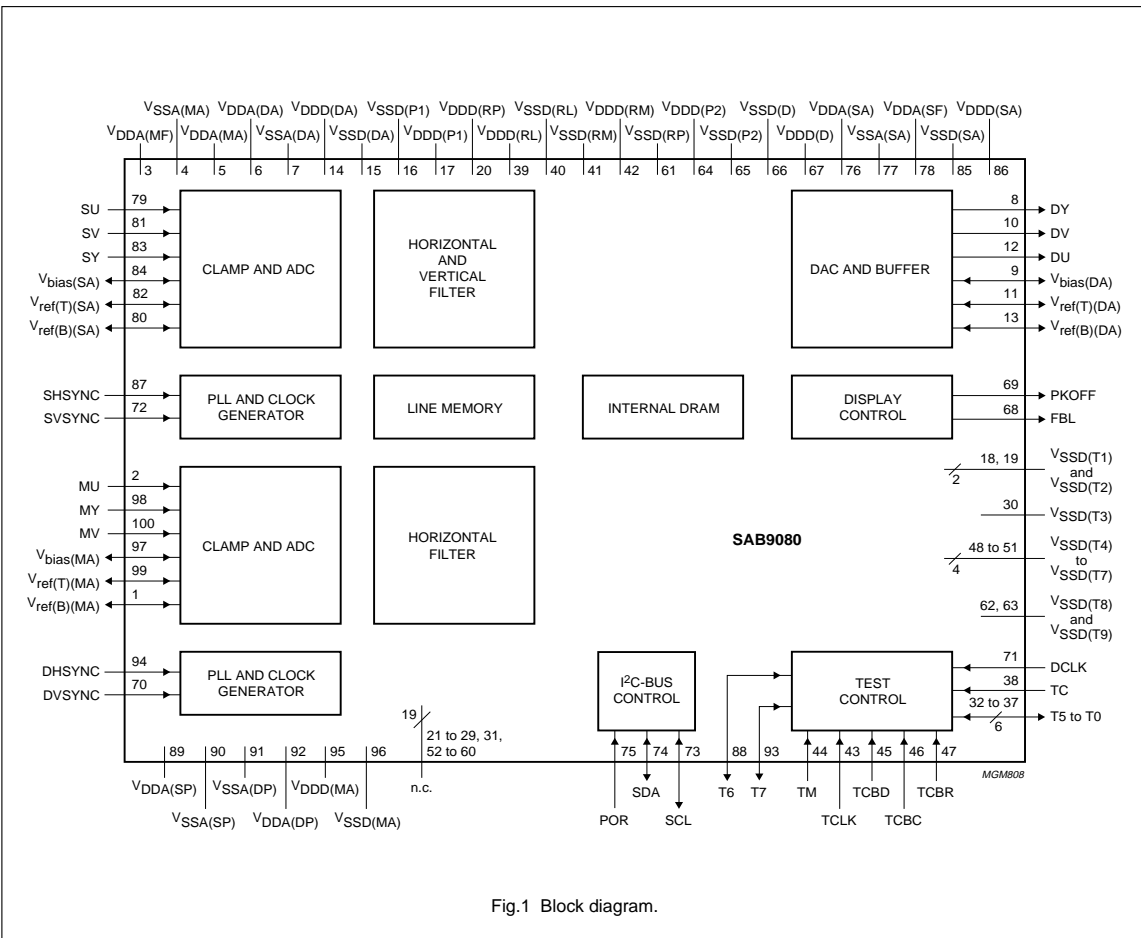 VSSA(MA) VDDA(DA) VDDD(DA) VSSD(P1) VDDD(RP) VSSD(RL) VDDD(RM) VDDD(P2) VSSD(D) VDDA(SA) VDDA(SF) VDDD(SA)
VDDA(MF) VDDA(MA) VSSA(DA) VSSD(DA) VDDD(P1) VDDD(RL) VSSD(RM) VSSD(RP) VSSD(P2) VDDD(D) VSSA(SA) VSSD(SA)
3 4 5 6 7 14 15 16 17 20 39 40 41 42 61 64 65 66 67 76 77 78 85 86
SU 79
SV 81
SY 83
Vbias(SA) 84
Vref(T)(SA) 82
Vref(B)(SA) 80
CLAMP AND ADC
HORIZONTAL
AND
VERTICAL
FILTER
DAC AND BUFFER
8 DY
10 DV
12 DU
9 Vbias(DA)
11 Vref(T)(DA)
13 Vref(B)(DA)
SHSYNC 87
SVSYNC 72
PLL AND CLOCK
GENERATOR
LINE MEMORY
INTERNAL DRAM
DISPLAY
CONTROL
69 PKOFF
68 FBL
MU 2
MY 98
MV 100
Vbias(MA) 97
Vref(T)(MA) 99
Vref(B)(MA) 1
CLAMP AND ADC
HORIZONTAL
FILTER
SAB9080
18, 19
2
VSSD(T1)
and
VSSD(T2)
30 VSSD(T3)
48 to 51
4
VSSD(T4)
to
VSSD(T7)
62, 63
VSSD(T8)
and
VSSD(T9)
DHSYNC 94
DVSYNC 70
PLL AND CLOCK
GENERATOR
I2C-BUS
CONTROL
TEST
CONTROL
71 DCLK
38 TC
32 to 37
6
T5 to T0
19
21 to 29, 31,
52 to 60
n.c.
89 90 91 92 95 96 75 74 73 88 93 44 43 45 46 47
MGM808
VDDA(SP) VSSA(DP) VDDD(MA)
VSSA(SP) VDDA(DP) VSSD(MA)
SDA T6 T7 TM TCBD TCBR
POR SCL TCLK TCBC
Fig.1 Block diagram.